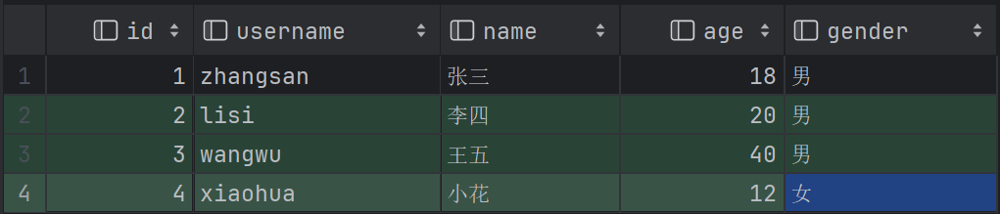 id username name age gender
1 1 zhangsan 张三 18 男
2 2 lisi 李四 20 男
3 3 wangwu 王五 40 男
4 4 xiaohua 小花 12 女